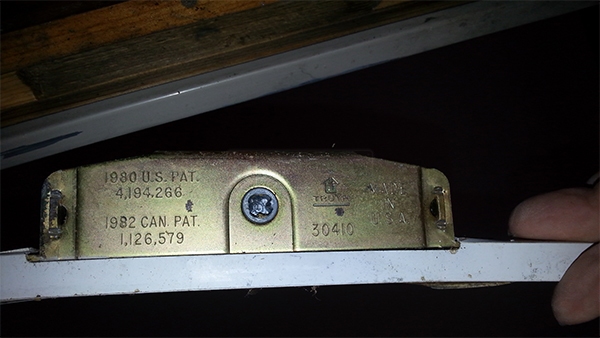 1980 U.S. PAT.
4,194,266
1982 CAN. PAT.
1,126,579
TRUTH
30410
MADE
IN
U.S.A.